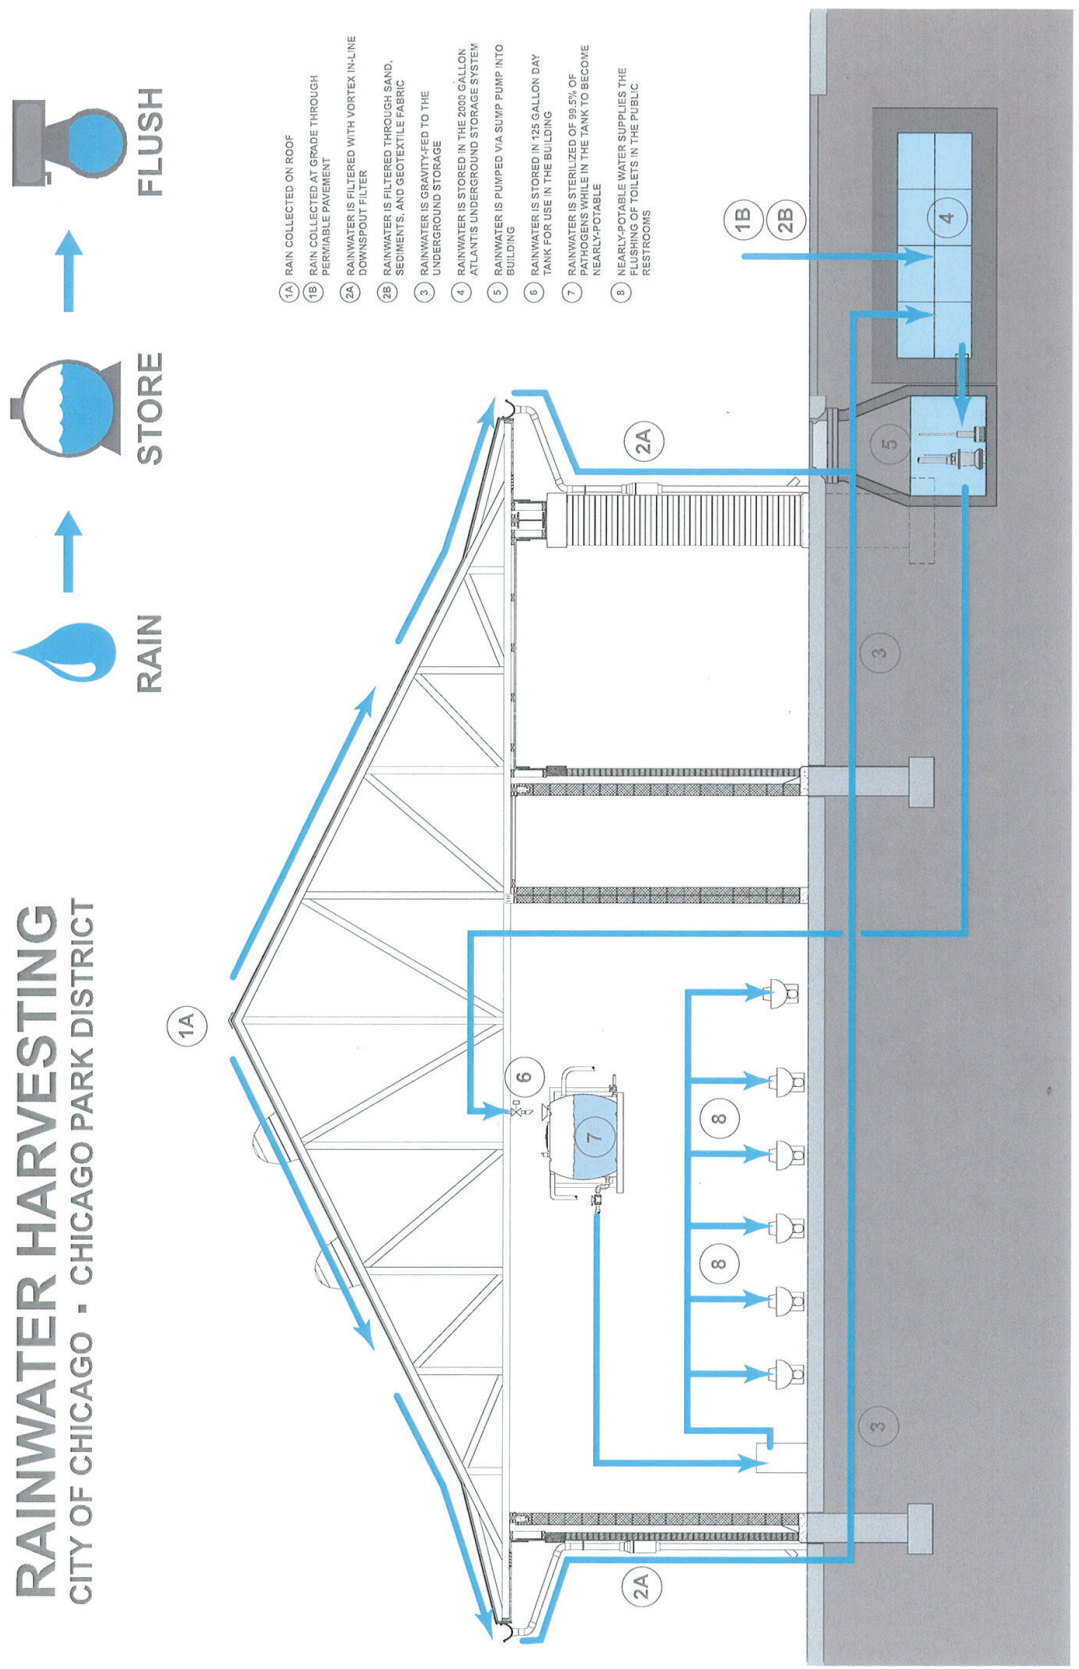 RAINWATER HARVESTING
CITY OF CHICAGO ▪ CHICAGO PARK DISTRICT
RAIN
STORE
FLUSH
1A RAIN COLLECTED ON ROOF
1B RAIN COLLECTED AT GRADE THROUGH
PERMIABLE PAVEMENT
2A RAINWATER IS FILTERED WITH VORTEX IN-LINE
DOWNSPOUT FILTER
2B RAINWATER IS FILTERED THROUGH SAND,
SEDIMENTS, AND GEOTEXTILE FABRIC
3 RAINWATER IS GRAVITY-FED TO THE
UNDERGROUND STORAGE
4 RAINWATER IS STORED IN THE 2000 GALLON
ATLANTIS UNDERGROUND STORAGE SYSTEM
5 RAINWATER IS PUMPED VIA SUMP PUMP INTO
BUILDING
6 RAINWATER IS STORED IN 125 GALLON DAY
TANK FOR USE IN THE BUILDING
7 RAINWATER IS STERILIZED OF 99.5% OF
PATHOGENS WHILE IN THE TANK TO BECOME
NEARLY-POTABLE
8 NEARLY-POTABLE WATER SUPPLIES THE
FLUSHING OF TOILETS IN THE PUBLIC
RESTROOMS
1A
6
7
2A
2A
8
8
1B
2B
3
3
5
4